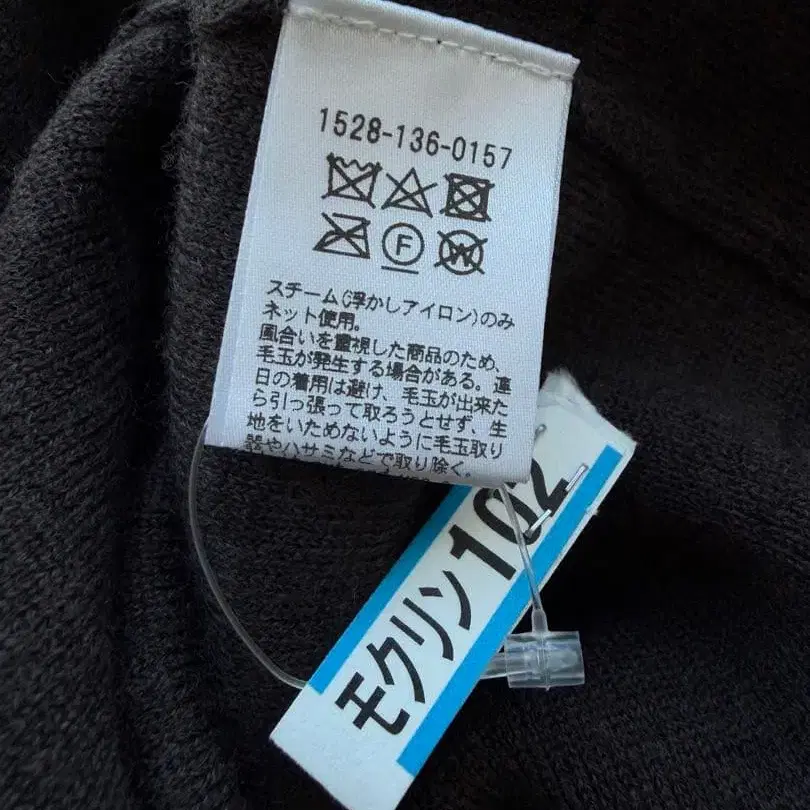 1528-136-0157
F
W
スチーム(浮かしアイロン)のみ
ネット使用。
風合いを重視した商品のため、
毛玉が発生する場合がある。連
日の着用は避け、毛玉が出来た
ら引っ張って取ろうとせず、生
地をいためないように毛玉取り
器やハサミなどで取り除く。
モクリン102